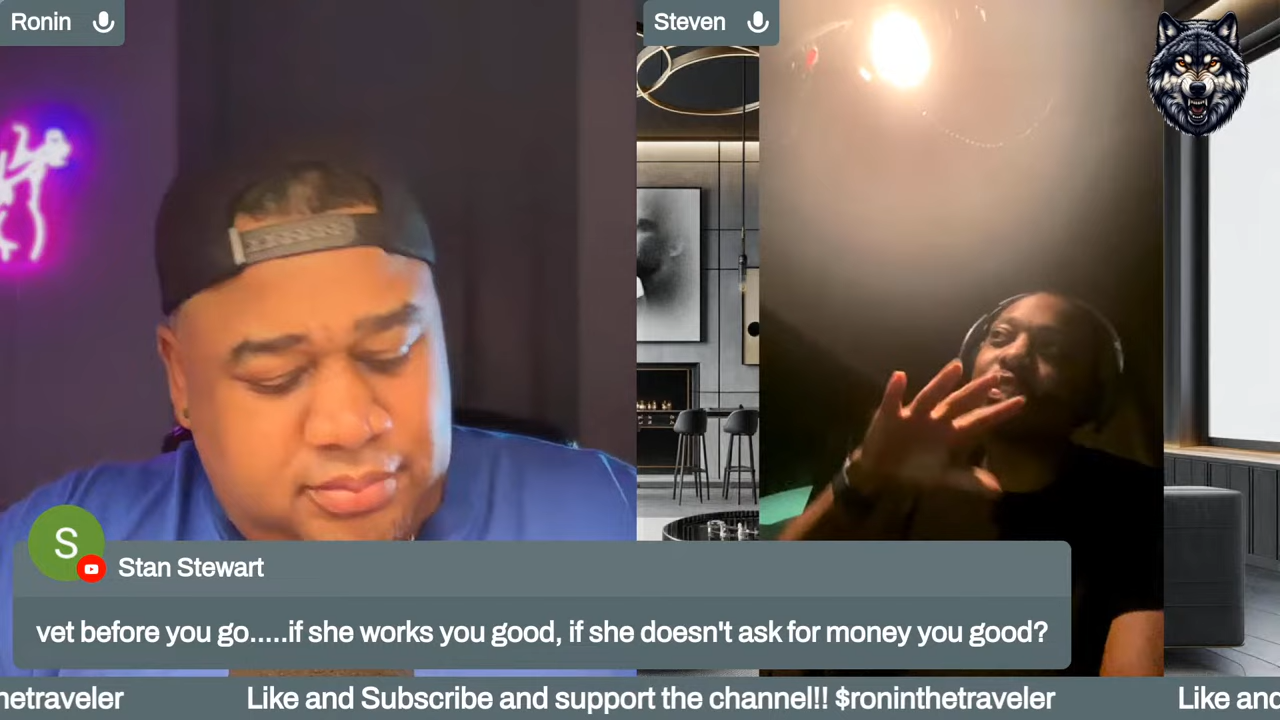 Ronin
Steven
Stan Stewart
vet before you go.....if she works you good, if she doesn't ask for money you good?
hetraveler Like and Subscribe and support the channel!! $roninthetraveler Like and